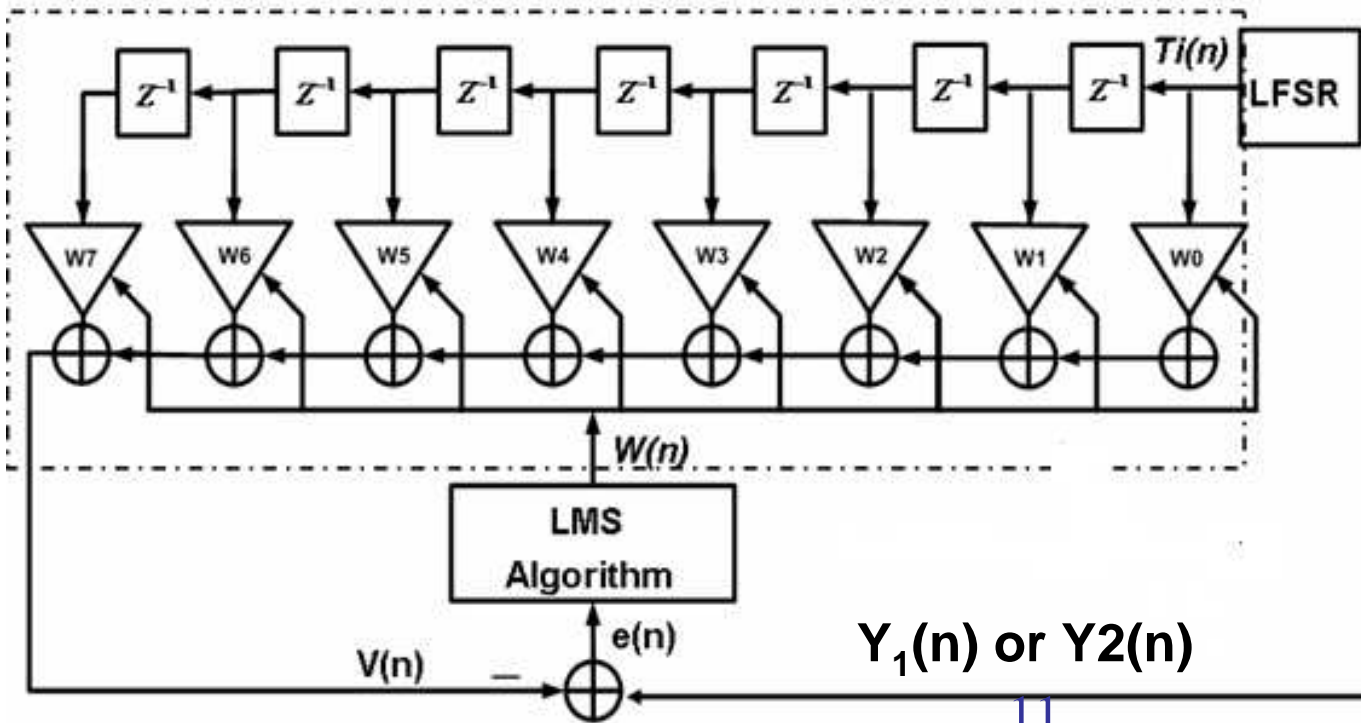 Ti(n)
LFSR
Z⁻¹ Z⁻¹ Z⁻¹ Z⁻¹ Z⁻¹ Z⁻¹ Z⁻¹
W7 W6 W5 W4 W3 W2 W1 W0
W(n)
LMS
Algorithm
e(n)
V(n)
−
Y₁(n) or Y2(n)
11